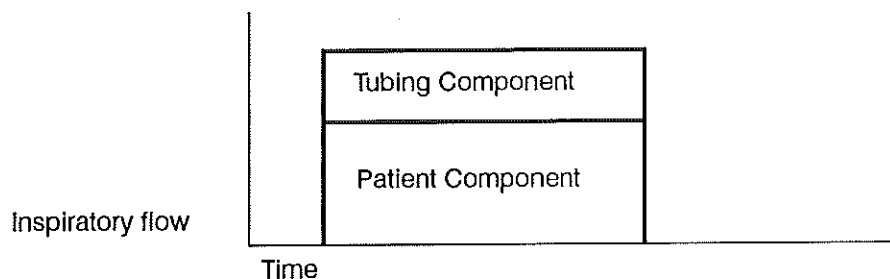 Tubing Component
Patient Component
Inspiratory flow
Time